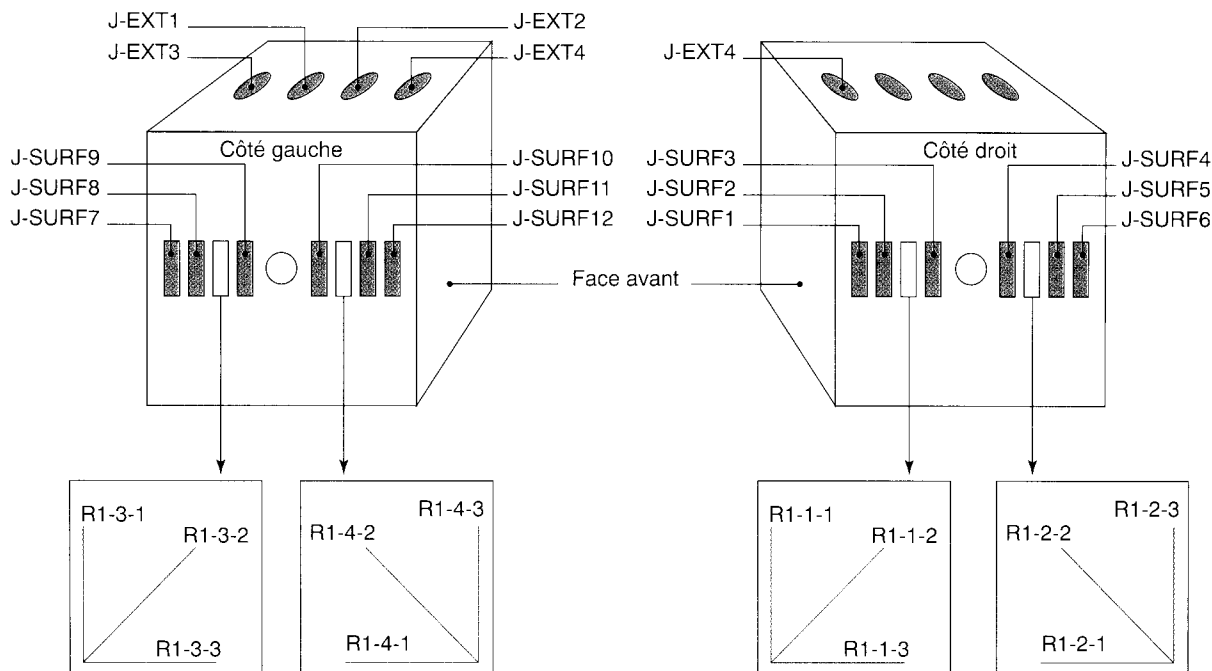 J-EXT1
J-EXT2
J-EXT3
J-EXT4
J-EXT4
Côté gauche
Côté droit
J-SURF9
J-SURF10
J-SURF3
J-SURF4
J-SURF8
J-SURF11
J-SURF2
J-SURF5
J-SURF7
J-SURF12
J-SURF1
J-SURF6
Face avant
R1-3-1
R1-3-2
R1-3-3
R1-4-3
R1-4-2
R1-4-1
R1-1-1
R1-1-2
R1-1-3
R1-2-3
R1-2-2
R1-2-1